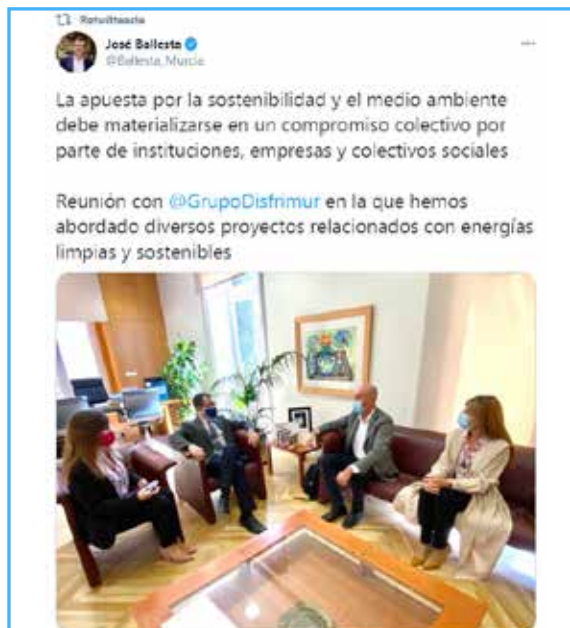 Retwitteado
José Ballesta
@Ballesta_Murcia
La apuesta por la sostenibilidad y el medio ambiente
debe materializarse en un compromiso colectivo por
parte de instituciones, empresas y colectivos sociales
Reunión con @GrupoDisfrimur en la que hemos
abordado diversos proyectos relacionados con energías
limpias y sostenibles